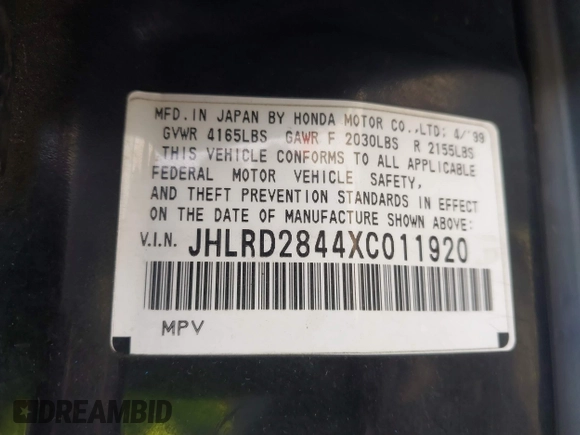 MFD.IN JAPAN BY HONDA MOTOR CO.,LTD; 4/'99
GVWR 4165LBS GAWR F 2030LBS R 2155LBS
THIS VEHICLE CONFORMS TO ALL APPLICABLE
FEDERAL MOTOR VEHICLE SAFETY,
AND THEFT PREVENTION STANDARDS IN EFFECT
ON THE DATE OF MANUFACTURE SHOWN ABOVE:
V.I.N. JHLRD2844XC011920
MPV
DREAMBID